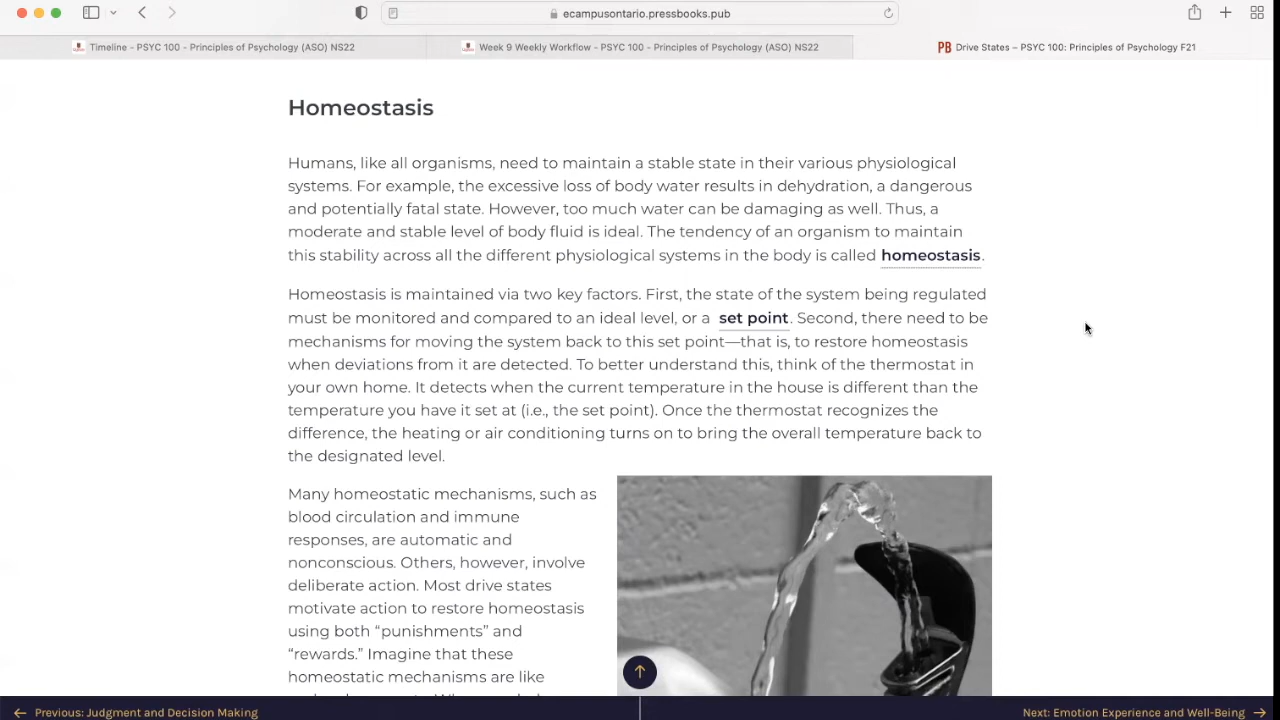 ecampusontario.pressbooks.pub
Timeline - PSYC 100 - Principles of Psychology (ASO) NS22
Week 9 Weekly Workflow - PSYC 100 - Principles of Psychology (ASO) NS22
PB Drive States – PSYC 100: Principles of Psychology F21
Homeostasis
Humans, like all organisms, need to maintain a stable state in their various physiological
systems. For example, the excessive loss of body water results in dehydration, a dangerous
and potentially fatal state. However, too much water can be damaging as well. Thus, a
moderate and stable level of body fluid is ideal. The tendency of an organism to maintain
this stability across all the different physiological systems in the body is called homeostasis.
Homeostasis is maintained via two key factors. First, the state of the system being regulated
must be monitored and compared to an ideal level, or a set point. Second, there need to be
mechanisms for moving the system back to this set point—that is, to restore homeostasis
when deviations from it are detected. To better understand this, think of the thermostat in
your own home. It detects when the current temperature in the house is different than the
temperature you have it set at (i.e., the set point). Once the thermostat recognizes the
difference, the heating or air conditioning turns on to bring the overall temperature back to
the designated level.
Many homeostatic mechanisms, such as
blood circulation and immune
responses, are automatic and
nonconscious. Others, however, involve
deliberate action. Most drive states
motivate action to restore homeostasis
using both “punishments” and
“rewards.” Imagine that these
homeostatic mechanisms are like
Previous: Judgment and Decision Making
Next: Emotion Experience and Well-Being